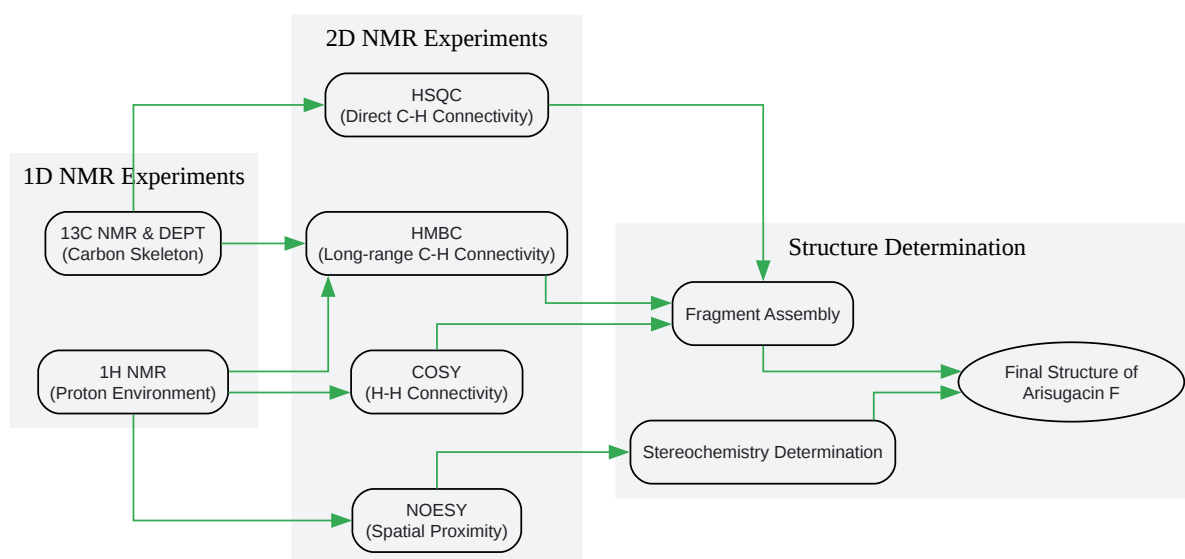 2D NMR Experiments
HSQC
(Direct C-H Connectivity)
1D NMR Experiments
13C NMR & DEPT
(Carbon Skeleton)
HMBC
(Long-range C-H Connectivity)
Structure Determination
Fragment Assembly
1H NMR
(Proton Environment)
COSY
(H-H Connectivity)
Final Structure of
Arisugacin F
Stereochemistry Determination
NOESY
(Spatial Proximity)